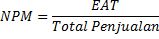 NPM = EAT / Total Penjualan